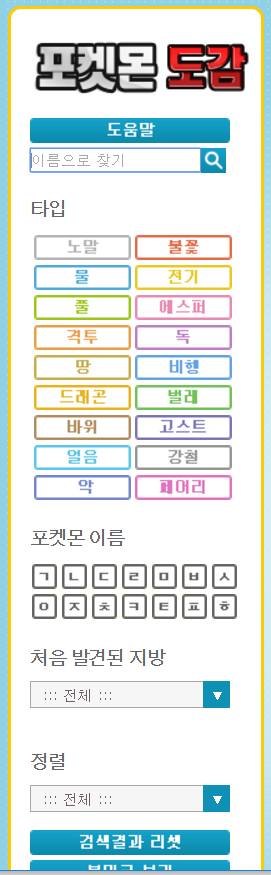 포켓몬 도감
도움말
이름으로 찾기
타입
노말 불꽃
물 전기
풀 에스퍼
격투 독
땅 비행
드래곤 벌레
바위 고스트
얼음 강철
악 페어리
포켓몬 이름
ㄱ ㄴ ㄷ ㄹ ㅁ ㅂ ㅅ
ㅇ ㅈ ㅊ ㅋ ㅌ ㅍ ㅎ
처음 발견된 지방
::: 전체 :::
정렬
::: 전체 :::
검색결과 리셋